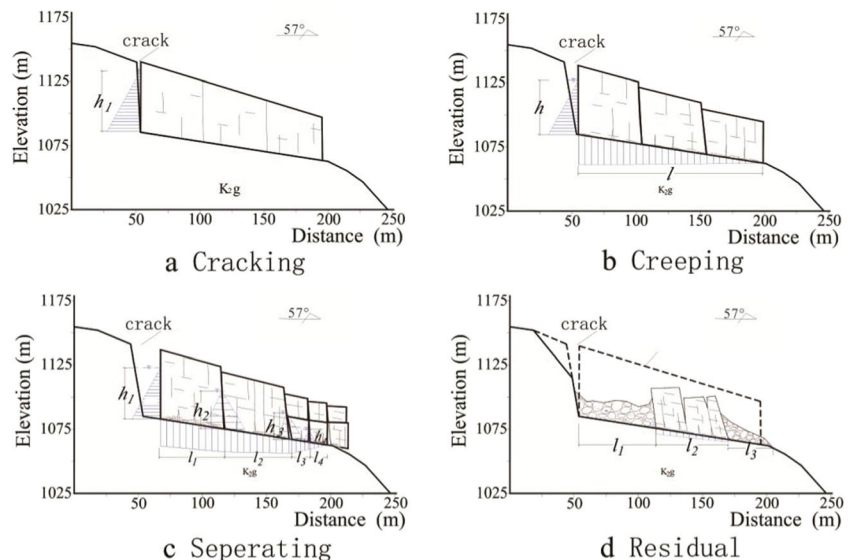 1175
1125
1075
1025
Elevation (m)
crack
57°
h1
K2g
50 100 150 200 250
Distance (m)
a Cracking
1175
1125
1075
1025
Elevation (m)
crack
57°
h
l
K2g
50 100 150 200 250
Distance (m)
b Creeping
1175
1125
1075
1025
Elevation (m)
crack
57°
h1
h2
h3
l1 l2 l3 l4
K2g
50 100 150 200 250
Distance (m)
c Seperating
1175
1125
1075
1025
Elevation (m)
crack
57°
l1 l2 l3
K2g
50 100 150 200 250
Distance (m)
d Residual